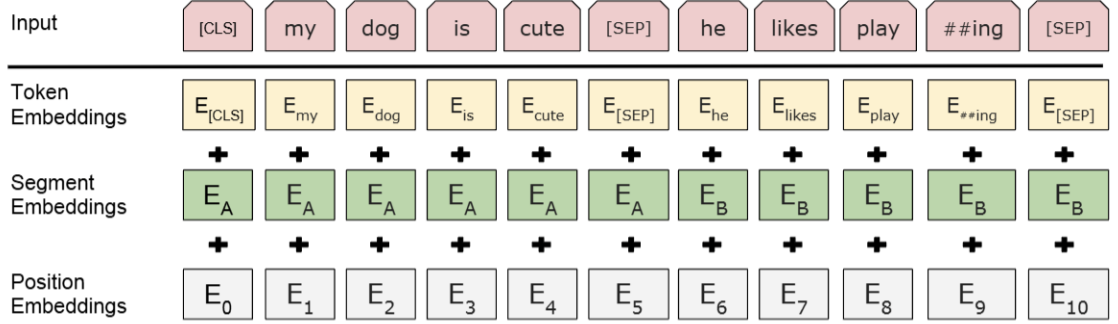 Input [CLS] my dog is cute [SEP] he likes play ##ing [SEP]
Token
Embeddings
E[CLS] Emy Edog Eis Ecute E[SEP] Ehe Elikes Eplay E##ing E[SEP]
+ + + + + + + + + + +
Segment
Embeddings
EA EA EA EA EA EA EB EB EB EB EB
+ + + + + + + + + + +
Position
Embeddings
E0 E1 E2 E3 E4 E5 E6 E7 E8 E9 E10